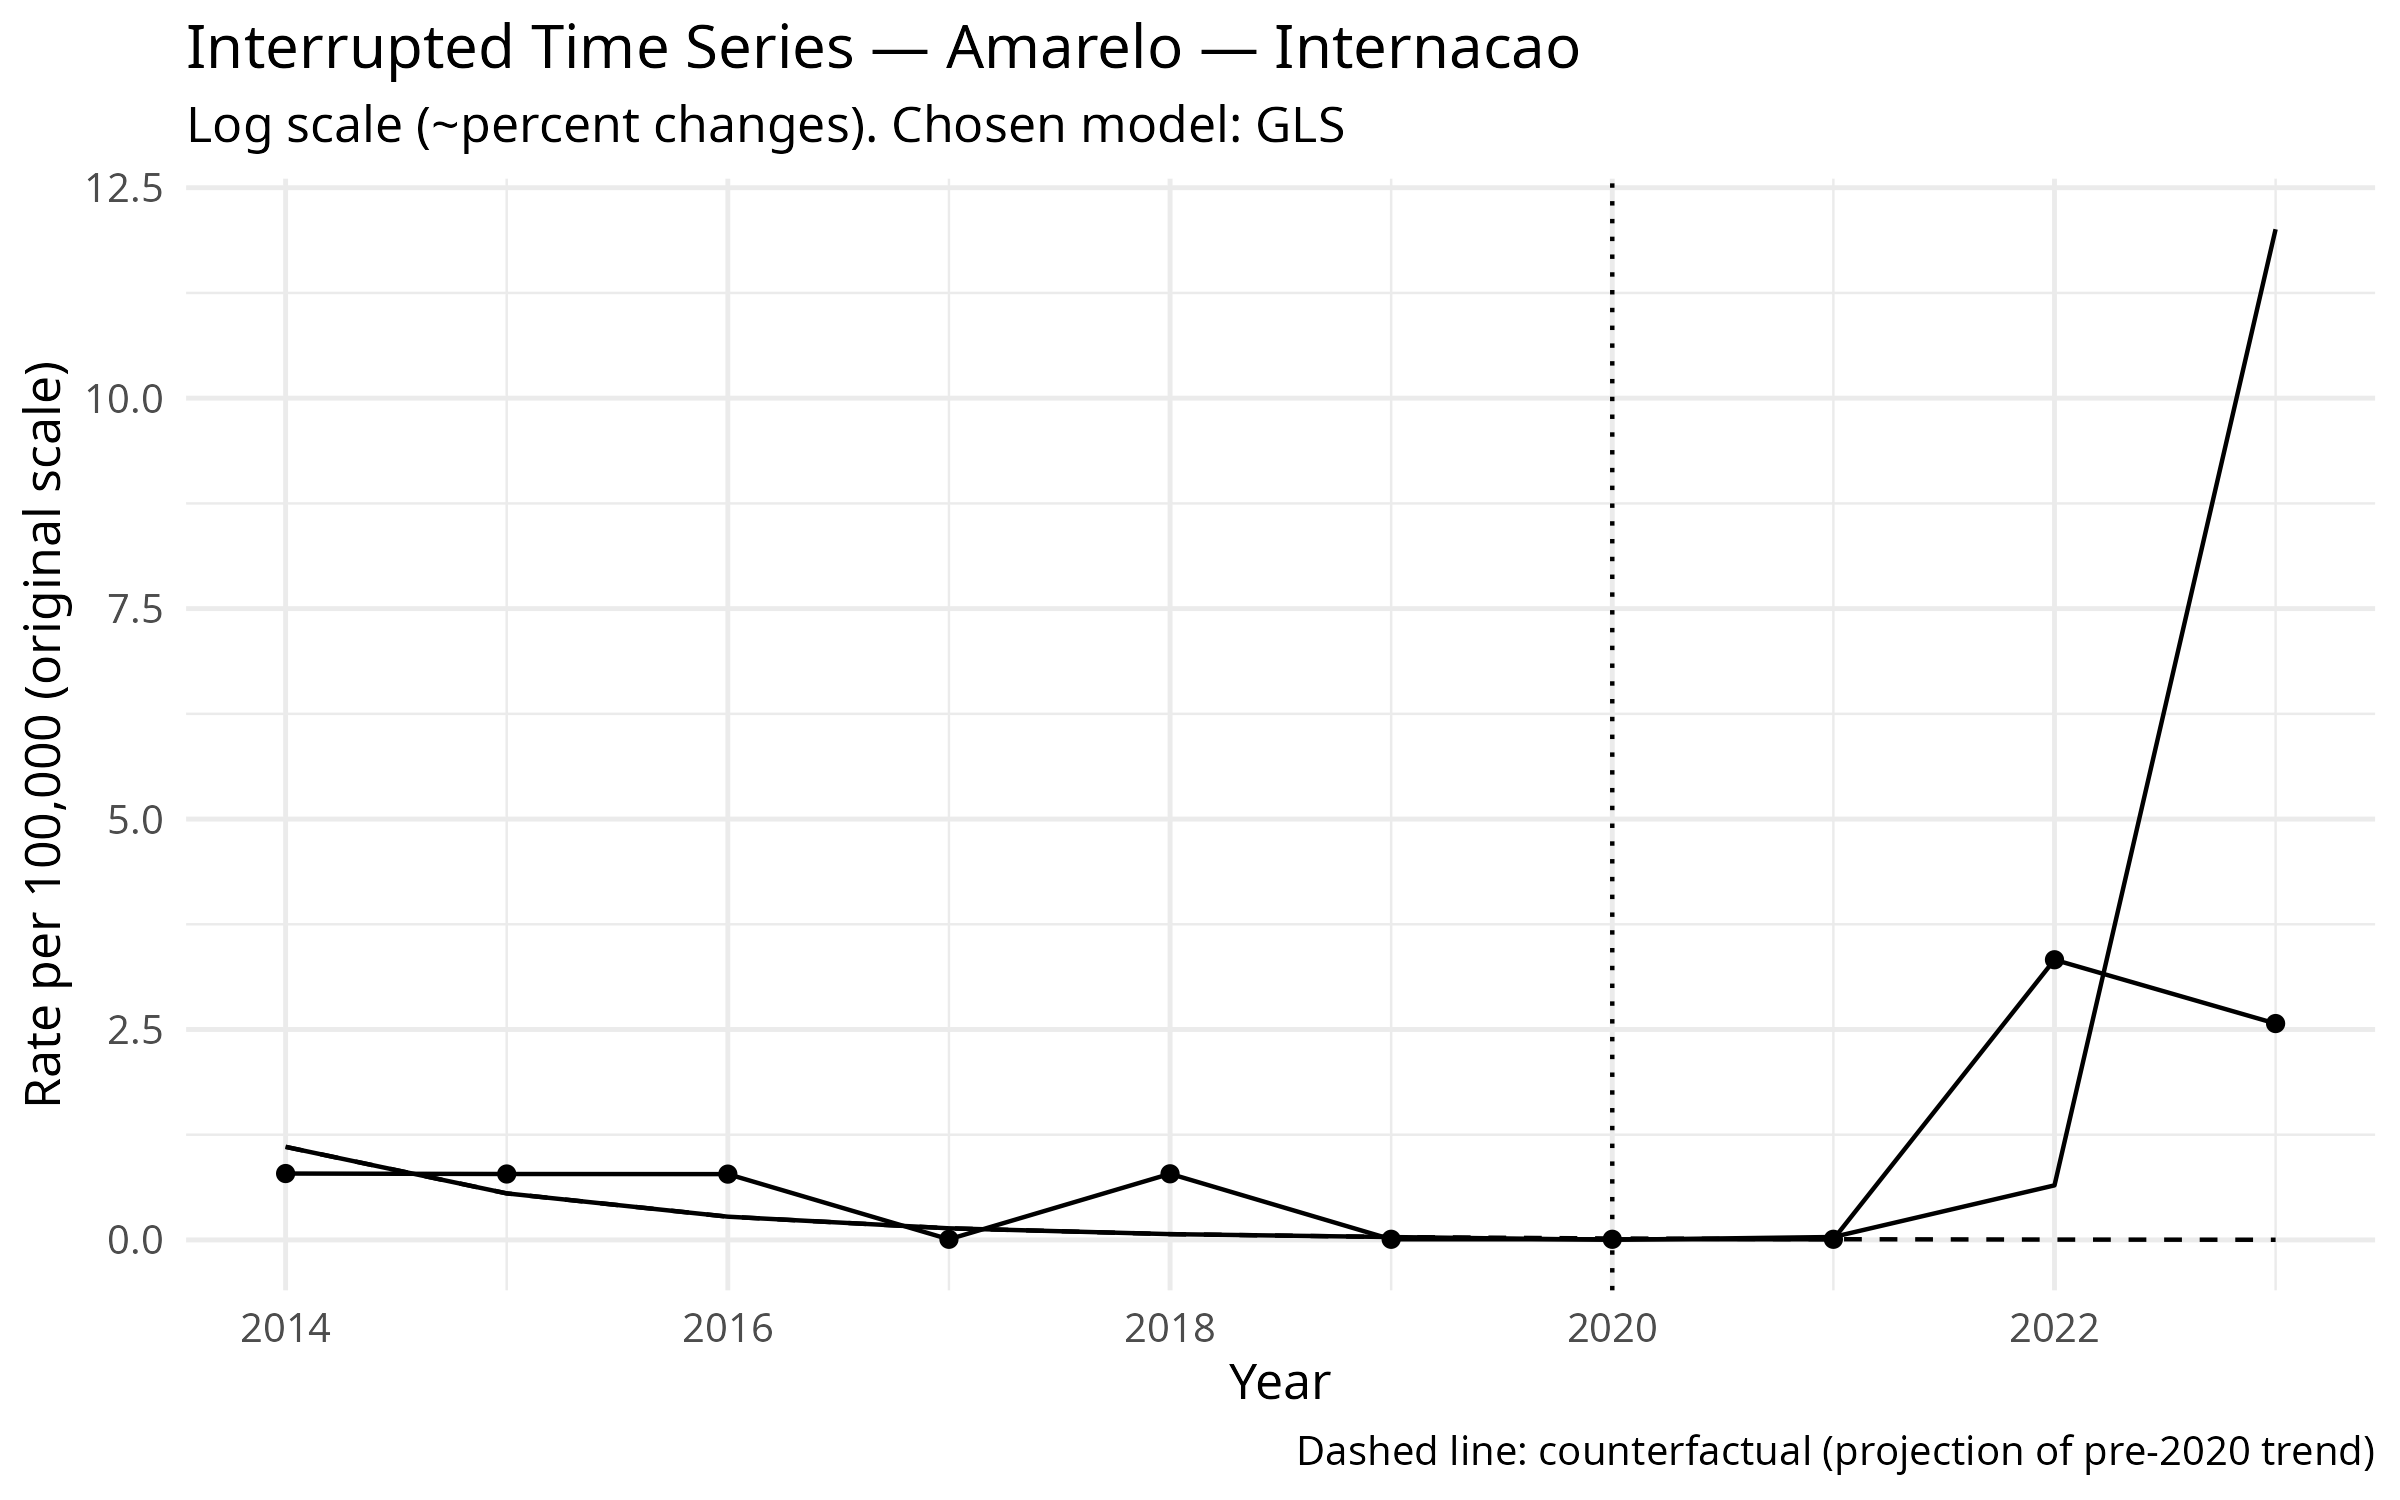 Interrupted Time Series — Amarelo — Internacao
Log scale (~percent changes). Chosen model: GLS
Rate per 100,000 (original scale)
12.5
10.0
7.5
5.0
2.5
0.0
2014 2016 2018 2020 2022
Year
Dashed line: counterfactual (projection of pre-2020 trend)